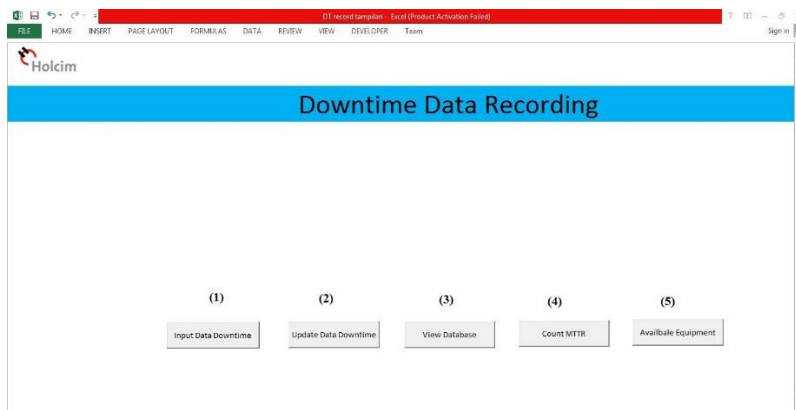 DT record tampilan - Excel (Product Activation Failed)
FILE HOME INSERT PAGE LAYOUT FORMULAS DATA REVIEW VIEW DEVELOPER Team Sign in
Holcim
Downtime Data Recording
(1) (2) (3) (4) (5)
Input Data Downtime Update Data Downtime View Database Count MTTR Availbale Equipment